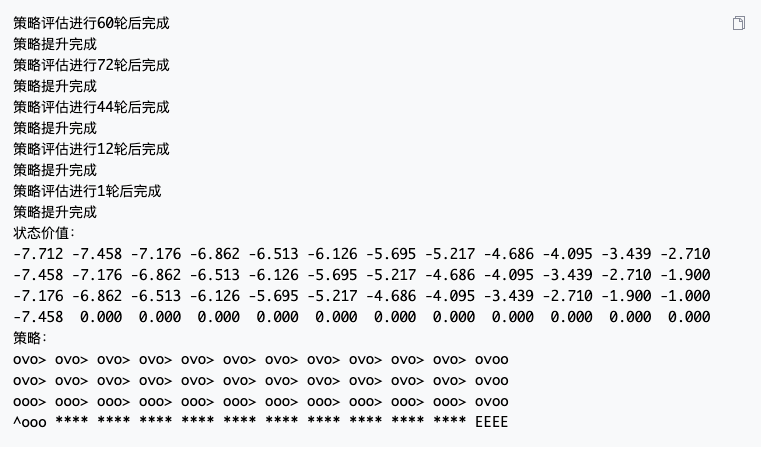 策略评估进行60轮后完成
策略提升完成
策略评估进行72轮后完成
策略提升完成
策略评估进行44轮后完成
策略提升完成
策略评估进行12轮后完成
策略提升完成
策略评估进行1轮后完成
策略提升完成
状态价值：
-7.712 -7.458 -7.176 -6.862 -6.513 -6.126 -5.695 -5.217 -4.686 -4.095 -3.439 -2.710
-7.458 -7.176 -6.862 -6.513 -6.126 -5.695 -5.217 -4.686 -4.095 -3.439 -2.710 -1.900
-7.176 -6.862 -6.513 -6.126 -5.695 -5.217 -4.686 -4.095 -3.439 -2.710 -1.900 -1.000
-7.458  0.000  0.000  0.000  0.000  0.000  0.000  0.000  0.000  0.000  0.000  0.000
策略：
ovo> ovo> ovo> ovo> ovo> ovo> ovo> ovo> ovo> ovo> ovo> ovoo
ovo> ovo> ovo> ovo> ovo> ovo> ovo> ovo> ovo> ovo> ovo> ovoo
ooo> ooo> ooo> ooo> ooo> ooo> ooo> ooo> ooo> ooo> ooo> ovoo
^ooo **** **** **** **** **** **** **** **** **** **** EEEE